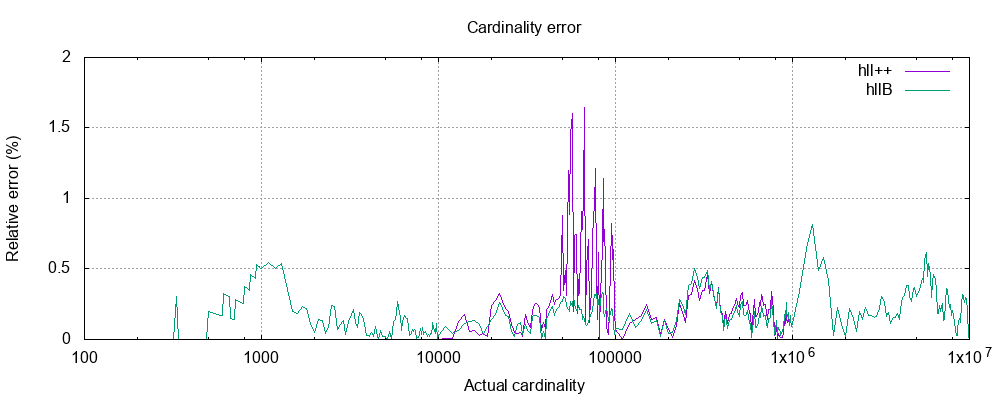 Cardinality error
Relative error (%)
2
1.5
1
0.5
0
hll++
hllB
100
1000
10000
100000
1x10^6
1x10^7
Actual cardinality